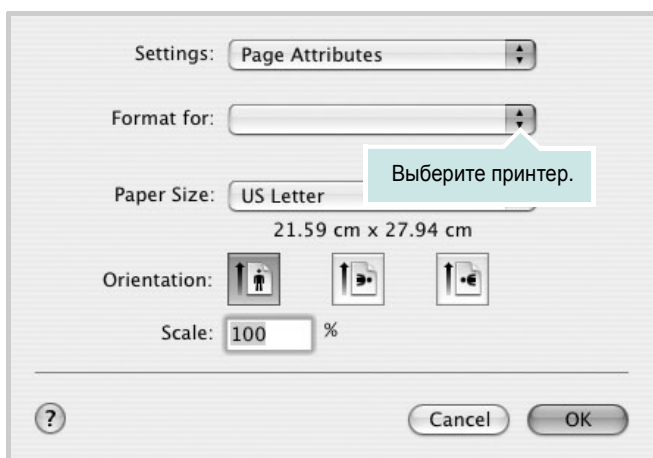 Settings: Page Attributes
Format for:
Выберите принтер.
Paper Size: US Letter
21.59 cm x 27.94 cm
Orientation:
Scale: 100 %
? Cancel OK